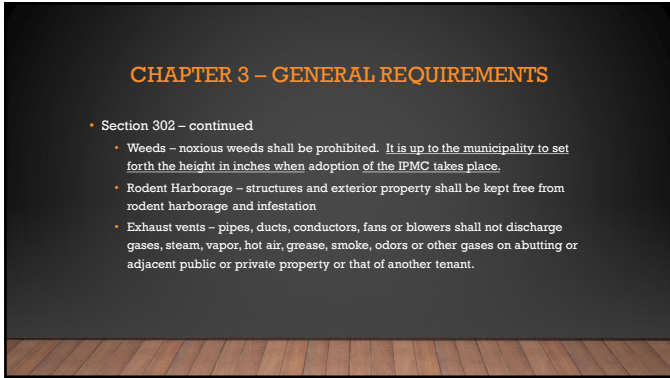 CHAPTER 3 – GENERAL REQUIREMENTS
• Section 302 – continued
• Weeds – noxious weeds shall be prohibited. It is up to the municipality to set
forth the height in inches when adoption of the IPMC takes place.
• Rodent Harborage – structures and exterior property shall be kept free from
rodent harborage and infestation
• Exhaust vents – pipes, ducts, conductors, fans or blowers shall not discharge
gases, steam, vapor, hot air, grease, smoke, odors or other gases on abutting or
adjacent public or private property or that of another tenant.